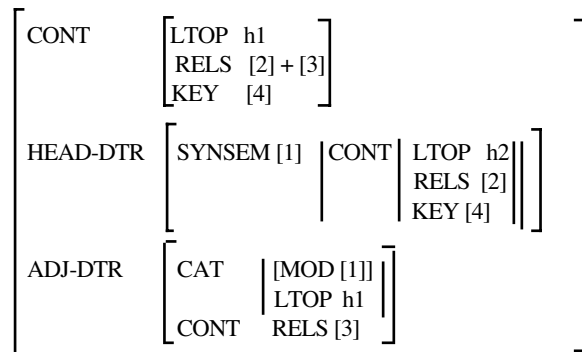 CONT LTOP h1
RELS [2] + [3]
KEY [4]
HEAD-DTR SYNSEM [1] CONT LTOP h2
RELS [2]
KEY [4]
ADJ-DTR CAT [MOD [1]]
LTOP h1
CONT RELS [3]